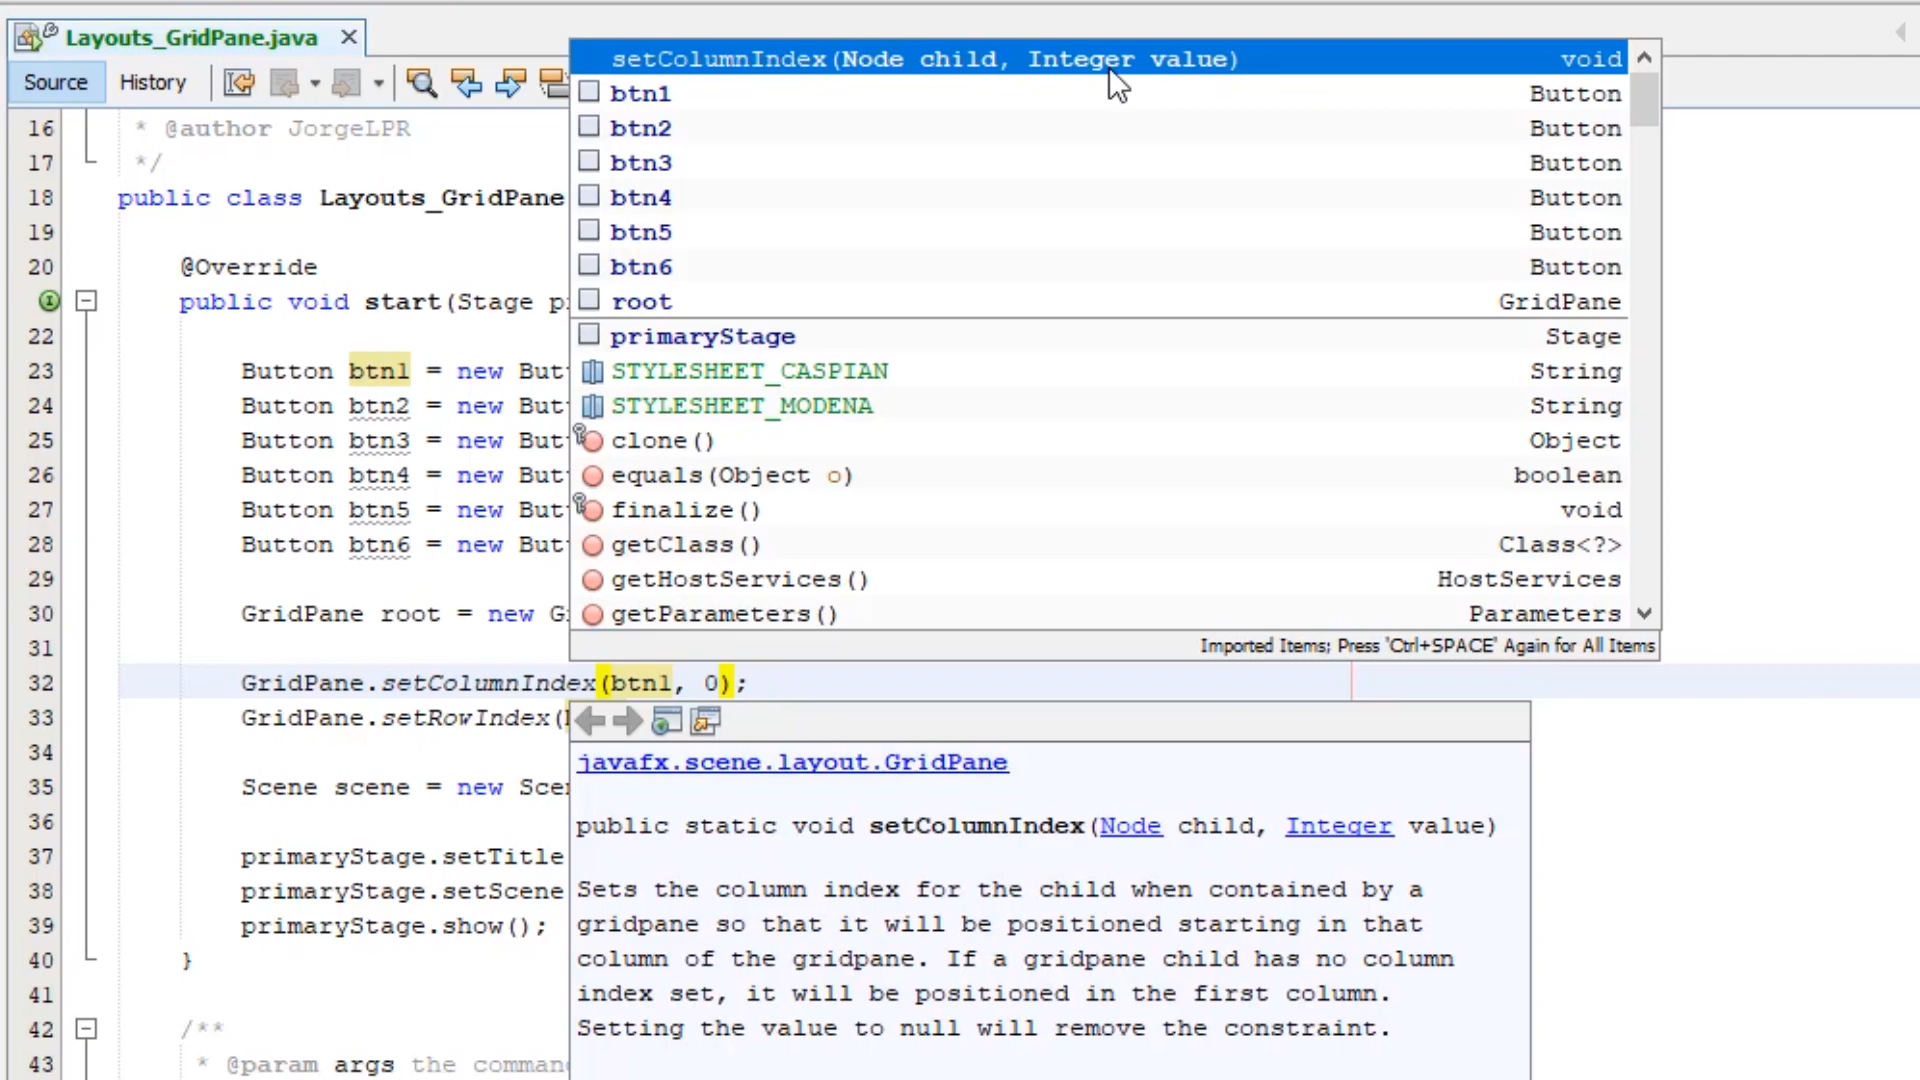 Layouts_GridPane.java
Source History
16 * @author JorgeLPR
17 */
18 public class Layouts_GridPane
19
20 @Override
public void start(Stage p
22
23 Button btn1 = new But
24 Button btn2 = new But
25 Button btn3 = new But
26 Button btn4 = new But
27 Button btn5 = new But
28 Button btn6 = new But
29
30 GridPane root = new G
31
32 GridPane.setColumnIndex(btn1, 0);
33 GridPane.setRowIndex(
34
35 Scene scene = new Sce
36
37 primaryStage.setTitle
38 primaryStage.setScene
39 primaryStage.show();
40 }
41
42 /**
43 * @param args the comman
setColumnIndex(Node child, Integer value) void
btn1 Button
btn2 Button
btn3 Button
btn4 Button
btn5 Button
btn6 Button
root GridPane
primaryStage Stage
STYLESHEET_CASPIAN String
STYLESHEET_MODENA String
clone() Object
equals(Object o) boolean
finalize() void
getClass() Class<?>
getHostServices() HostServices
getParameters() Parameters
Imported Items; Press 'Ctrl+SPACE' Again for All Items
javafx.scene.layout.GridPane
public static void setColumnIndex(Node child, Integer value)
Sets the column index for the child when contained by a
gridpane so that it will be positioned starting in that
column of the gridpane. If a gridpane child has no column
index set, it will be positioned in the first column.
Setting the value to null will remove the constraint.